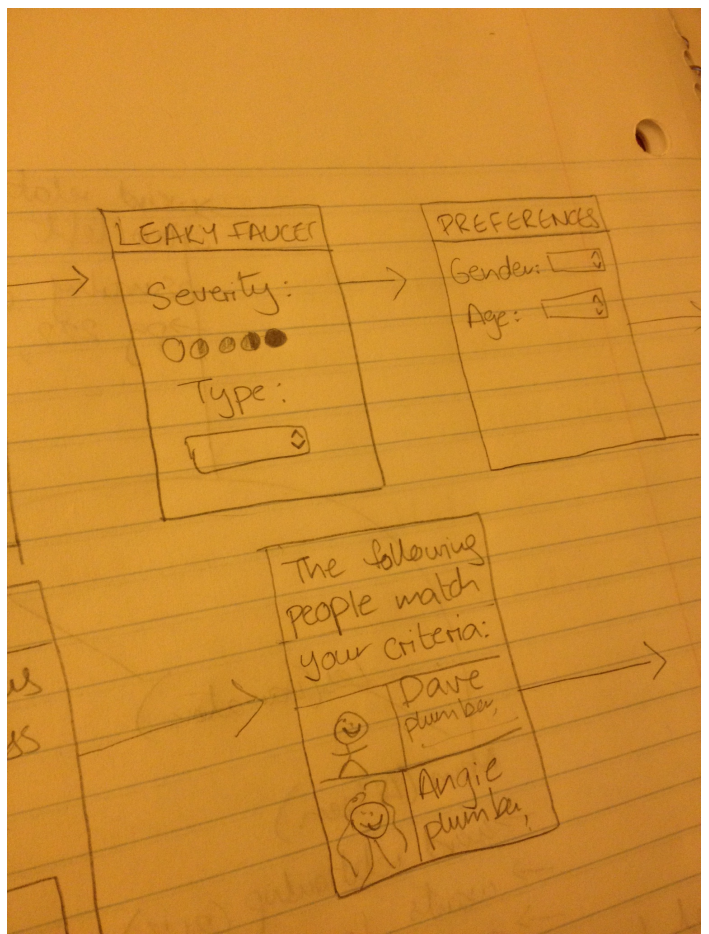 LEAKY FAUCET
Severity:
Type:
PREFERENCES
Gender:
Age:
The following
people match
your criteria:
Dave
plumber,
Angie
plumber,